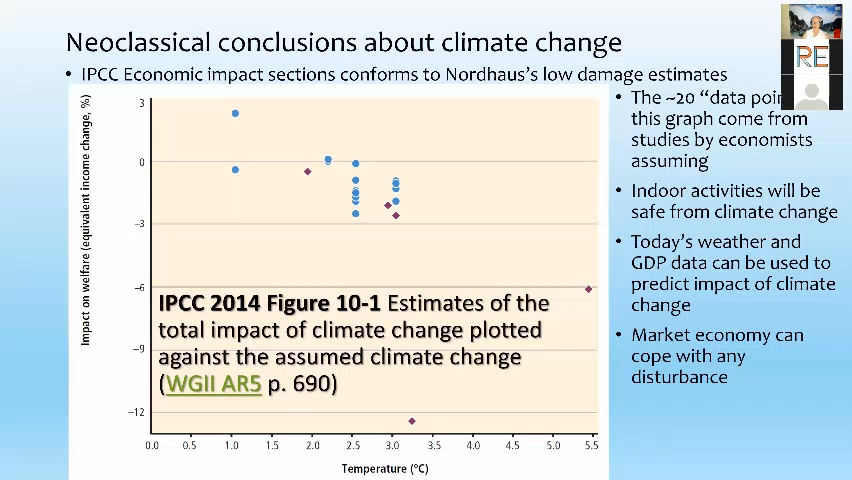 Neoclassical conclusions about climate change
• IPCC Economic impact sections conforms to Nordhaus's low damage estimates
RE
Impact on welfare (equivalent income change, %)
3
0
−3
−6
−9
−12
IPCC 2014 Figure 10-1 Estimates of the
total impact of climate change plotted
against the assumed climate change
(WGII AR5 p. 690)
0.0 0.5 1.0 1.5 2.0 2.5 3.0 3.5 4.0 4.5 5.0 5.5
Temperature (°C)
• The ~20 “data poi
this graph come from
studies by economists
assuming
• Indoor activities will be
safe from climate change
• Today's weather and
GDP data can be used to
predict impact of climate
change
• Market economy can
cope with any
disturbance